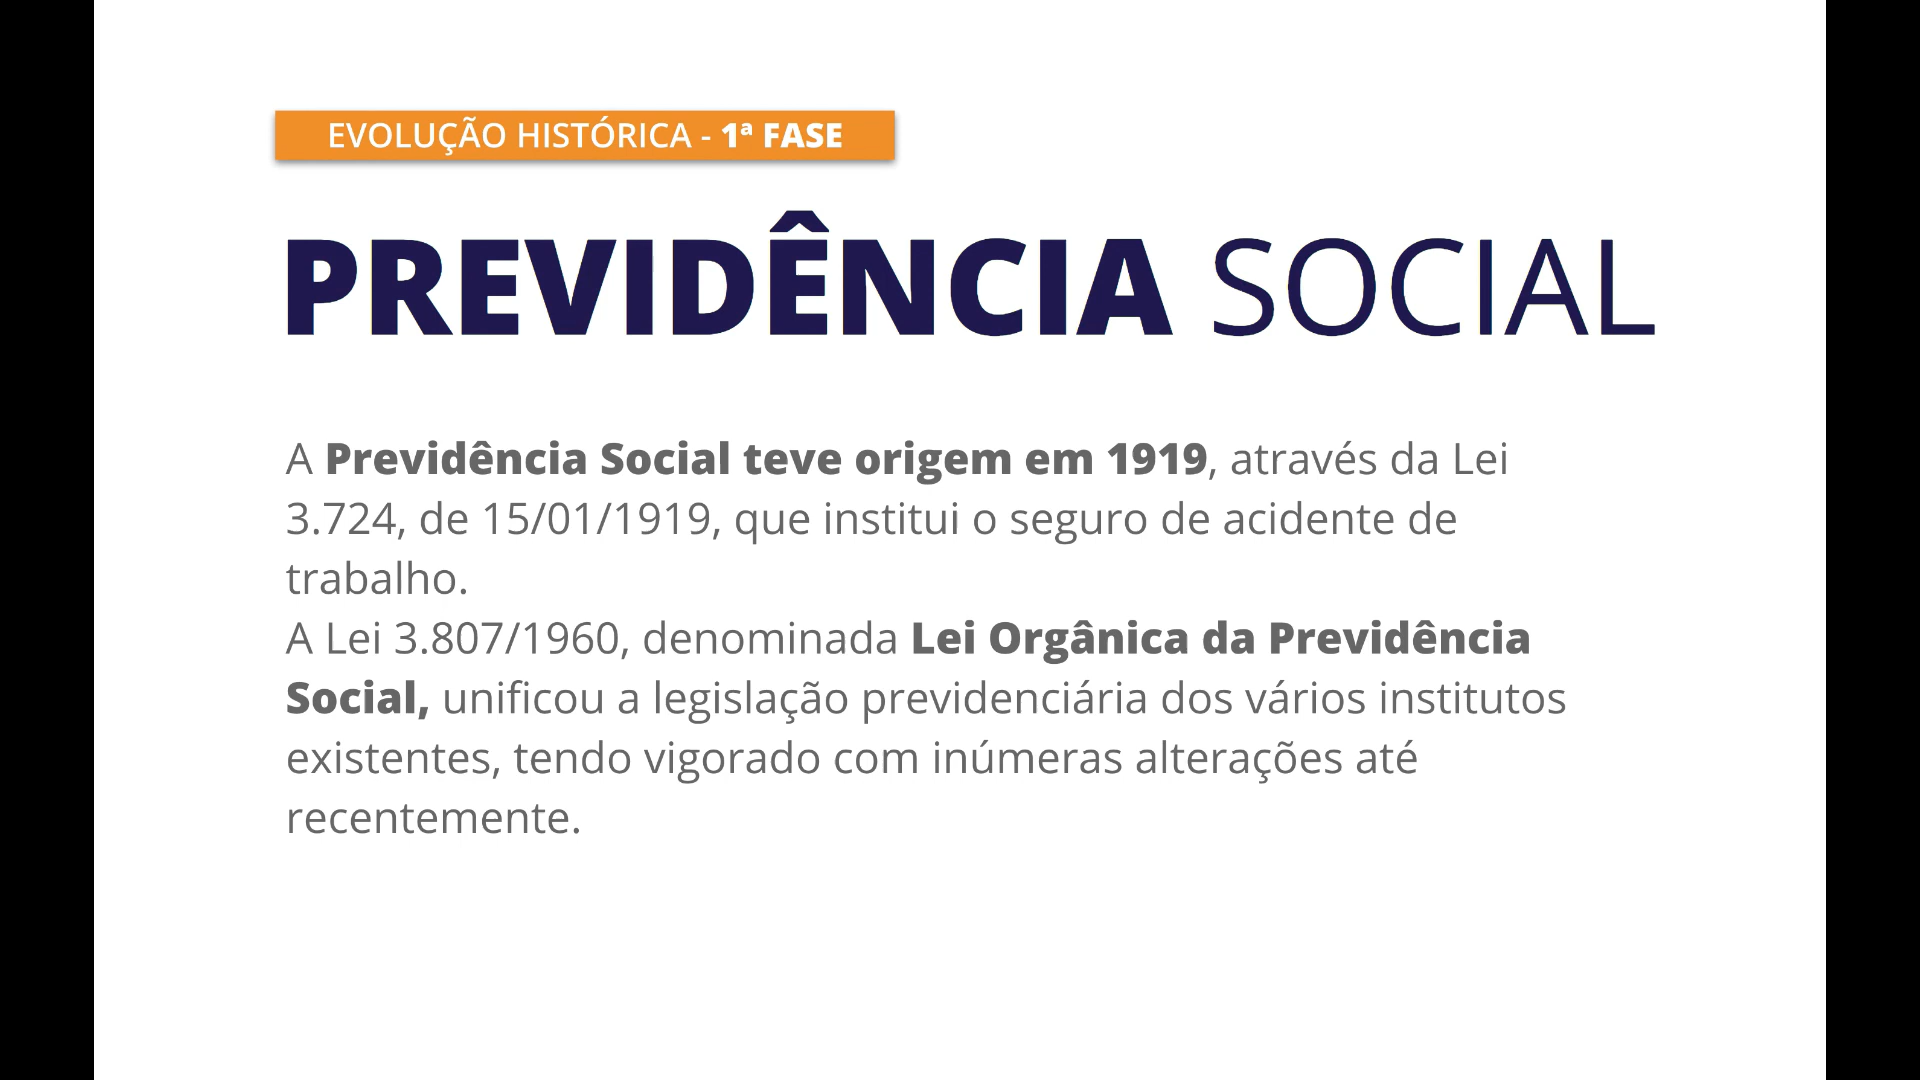 EVOLUÇÃO HISTÓRICA - 1ª FASE
PREVIDÊNCIA SOCIAL
A Previdência Social teve origem em 1919, através da Lei
3.724, de 15/01/1919, que institui o seguro de acidente de
trabalho.
A Lei 3.807/1960, denominada Lei Orgânica da Previdência
Social, unificou a legislação previdenciária dos vários institutos
existentes, tendo vigorado com inúmeras alterações até
recentemente.